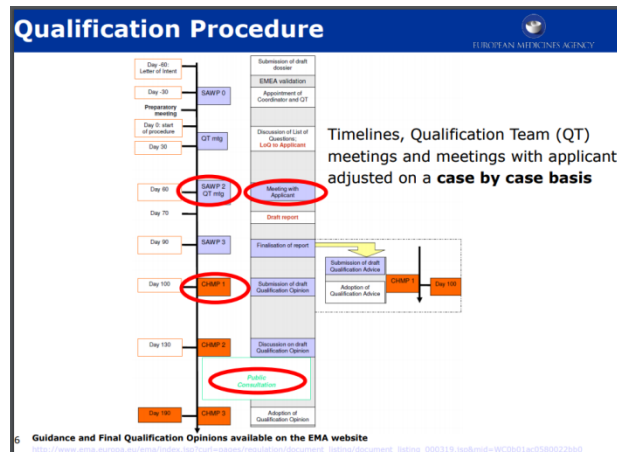 Qualification Procedure
EUROPEAN MEDICINES AGENCY
Day -60:
Letter of Intent
Submission of draft
dossier
EMEA validation
Day -30
SAWP 0
Appointment of
Coordinator and QT
Preparatory
meeting
Day 0: start
of procedure
QT mtg
Discussion of List of
Questions;
LoQ to Applicant
Day 30
Timelines, Qualification Team (QT)
meetings and meetings with applicant
adjusted on a case by case basis
Day 60
SAWP 2
QT mtg
Meeting with
Applicant
Day 70
Draft report
Day 90
SAWP 3
Finalisation of report
Submission of draft
Qualification Advice
Adoption of
Qualification Advice
CHMP 1
Day 100
Day 100
CHMP 1
Submission of draft
Qualification Opinion
Day 130
CHMP 2
Discussion on draft
Qualification Opinion
Public
Consultation
Day 190
CHMP 3
Adoption of
Qualification Opinion
6 Guidance and Final Qualification Opinions available on the EMA website